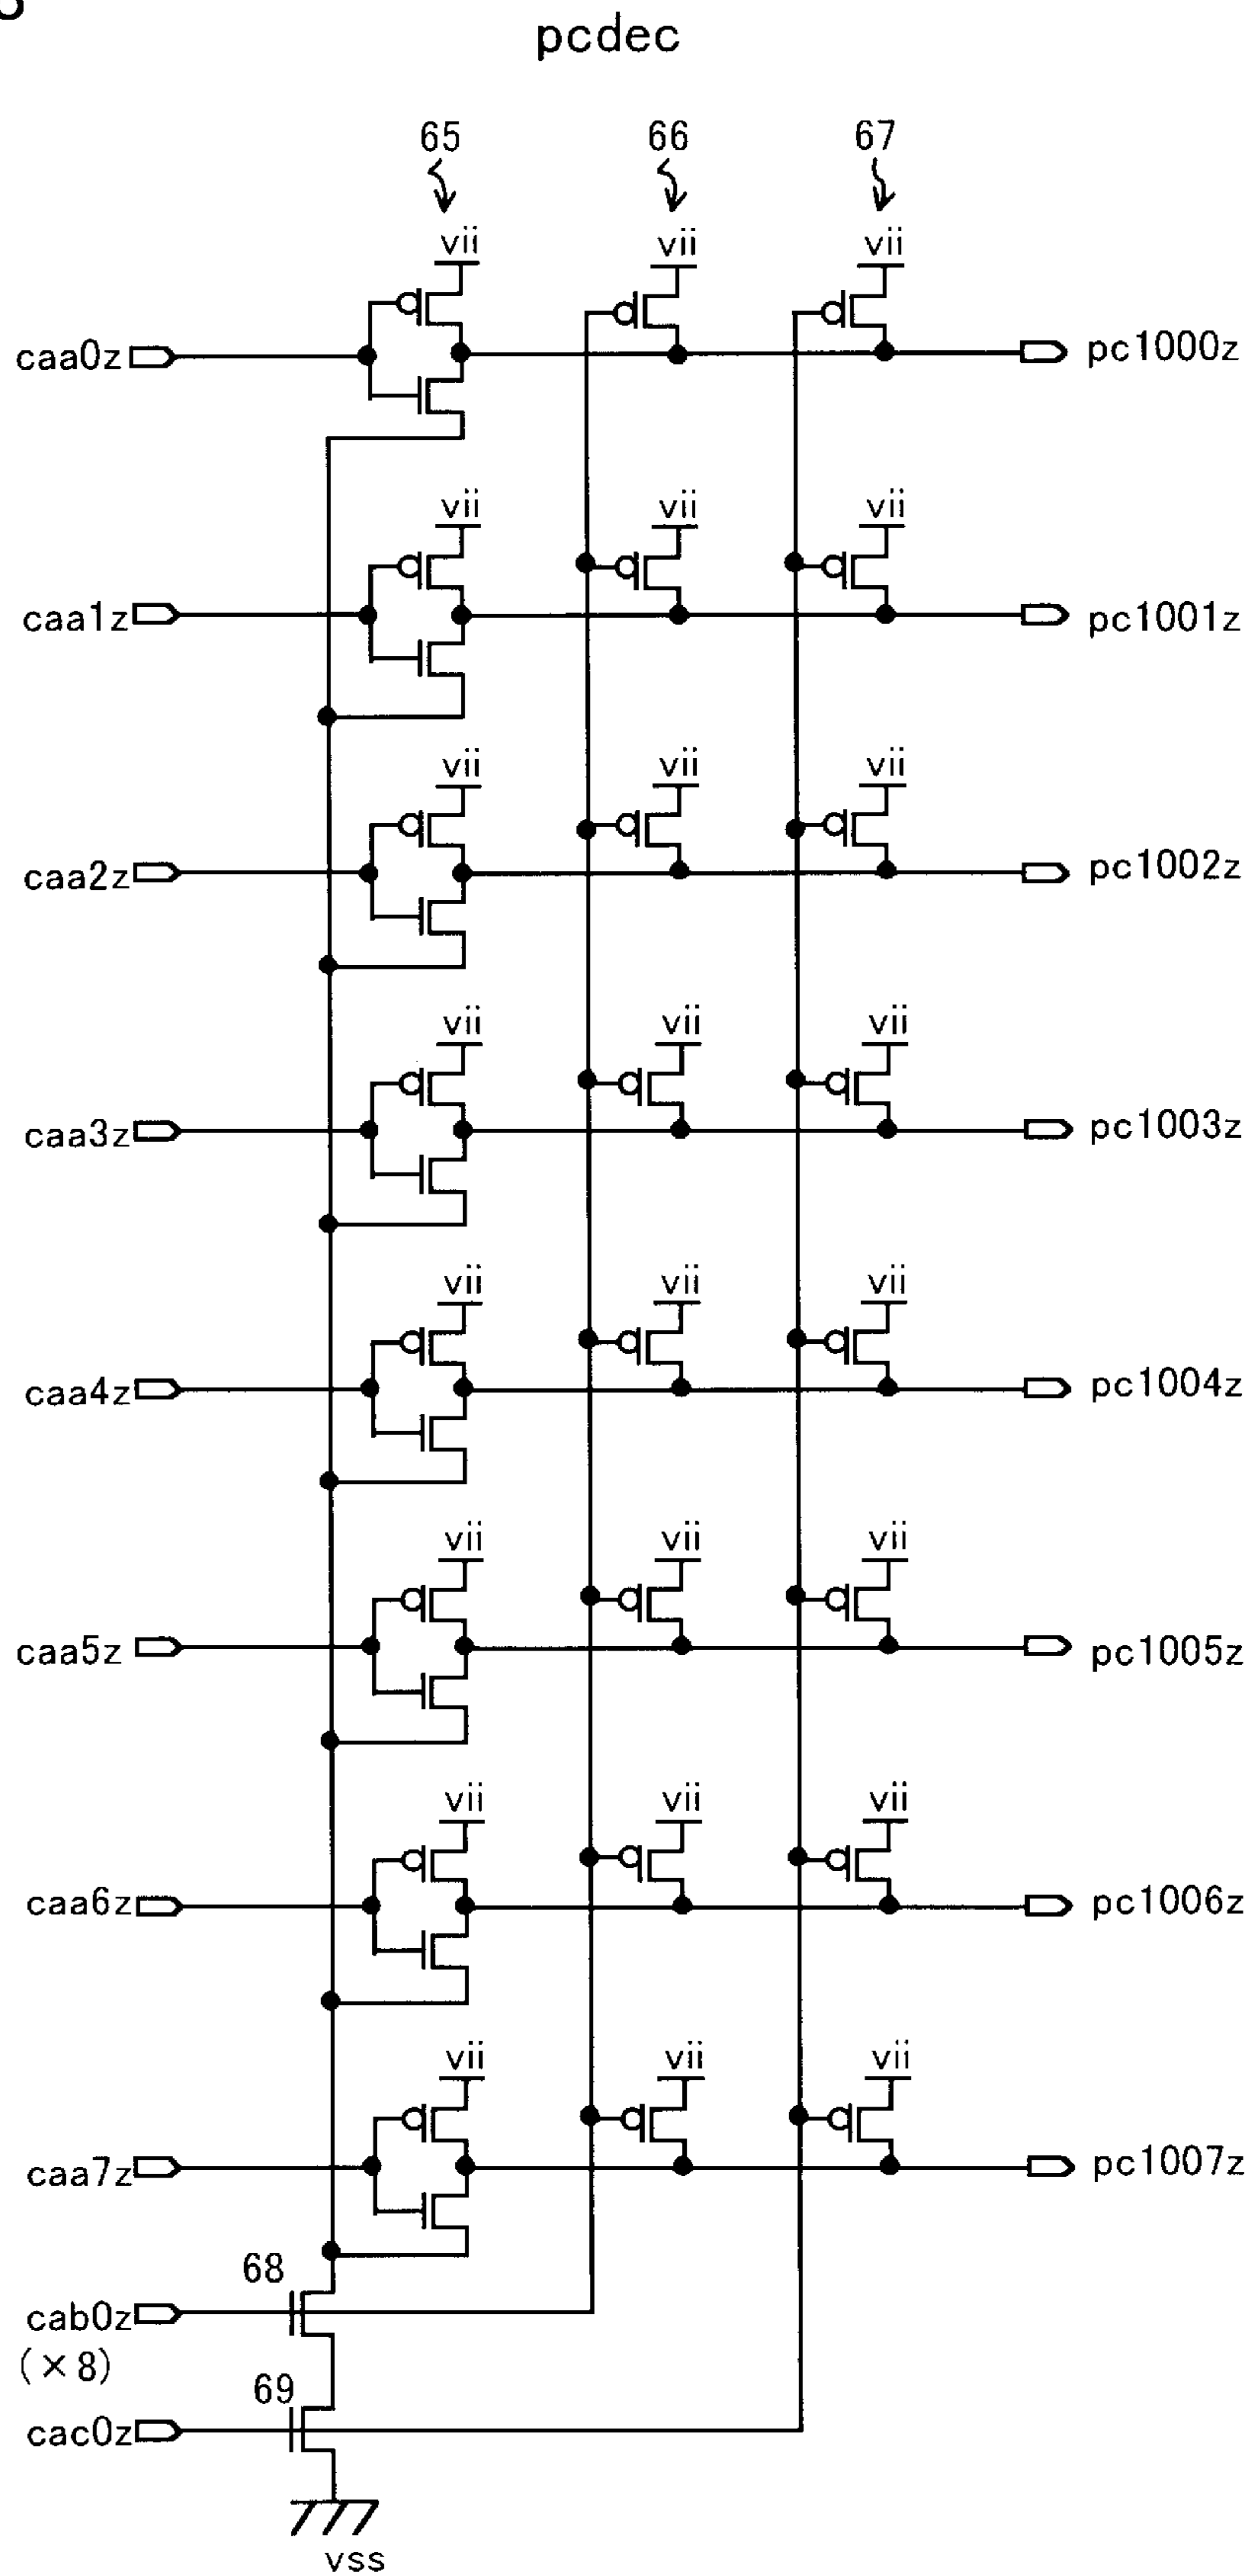 pcdec
65 66 67
vii vii vii
caa0z pc1000z
vii vii vii
caa1z pc1001z
vii vii vii
caa2z pc1002z
vii vii vii
caa3z pc1003z
vii vii vii
caa4z pc1004z
vii vii vii
caa5z pc1005z
vii vii vii
caa6z pc1006z
vii vii vii
caa7z pc1007z
68
cab0z
(×8)
69
cac0z
vss